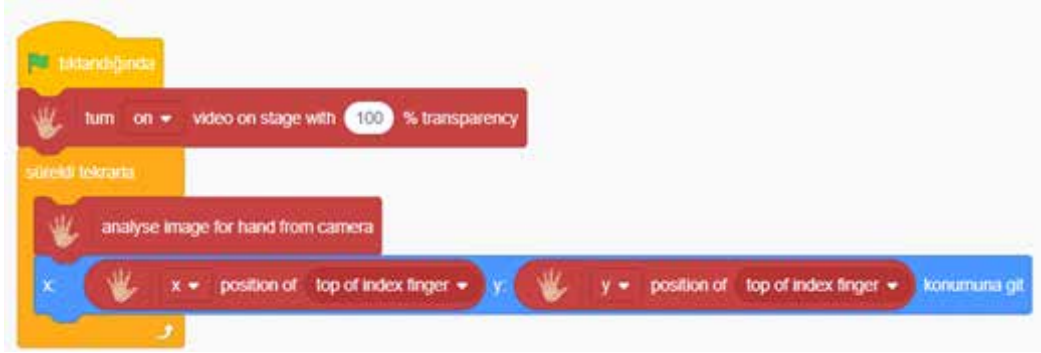 tıklandığında
turn on video on stage with 100 % transparency
sürekli tekrarla
analyse image for hand from camera
x: x position of top of index finger y: y position of top of index finger konumuna git